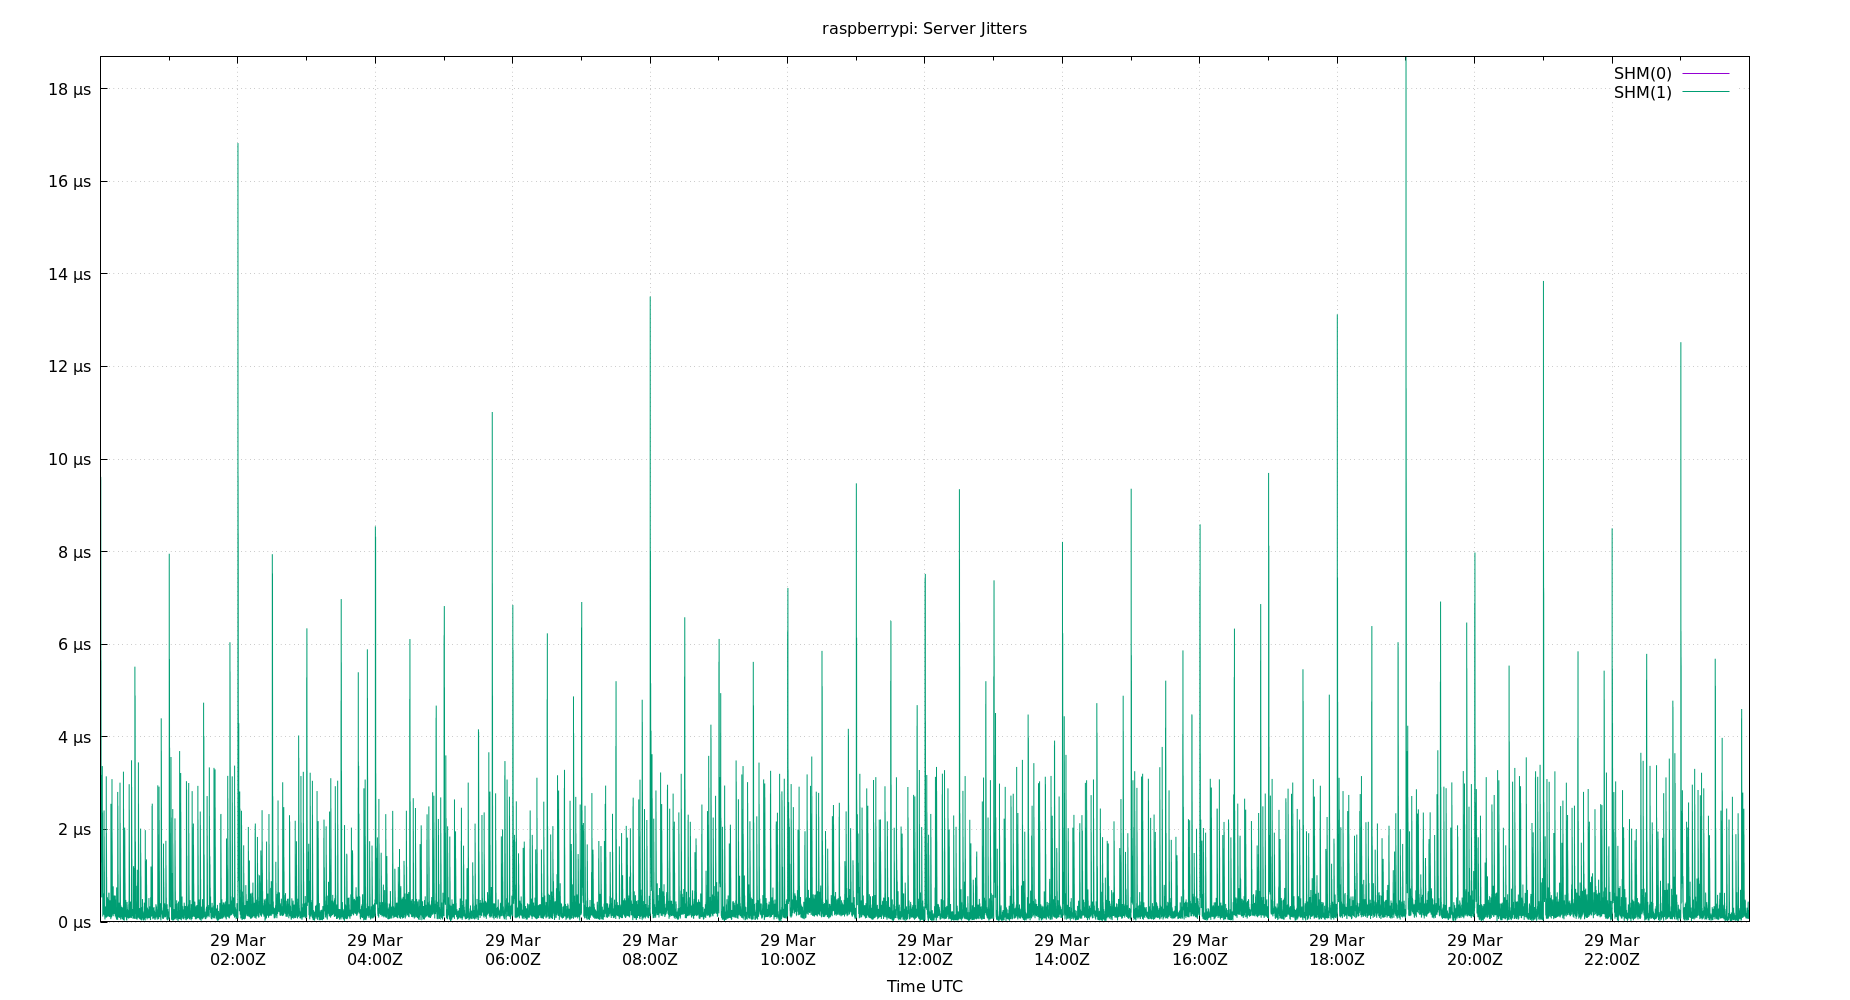 raspberrypi: Server Jitters
SHM(0)
SHM(1)
18 µs
16 µs
14 µs
12 µs
10 µs
8 µs
6 µs
4 µs
2 µs
0 µs
29 Mar 29 Mar 29 Mar 29 Mar 29 Mar 29 Mar 29 Mar 29 Mar 29 Mar 29 Mar 29 Mar
02:00Z 04:00Z 06:00Z 08:00Z 10:00Z 12:00Z 14:00Z 16:00Z 18:00Z 20:00Z 22:00Z
Time UTC